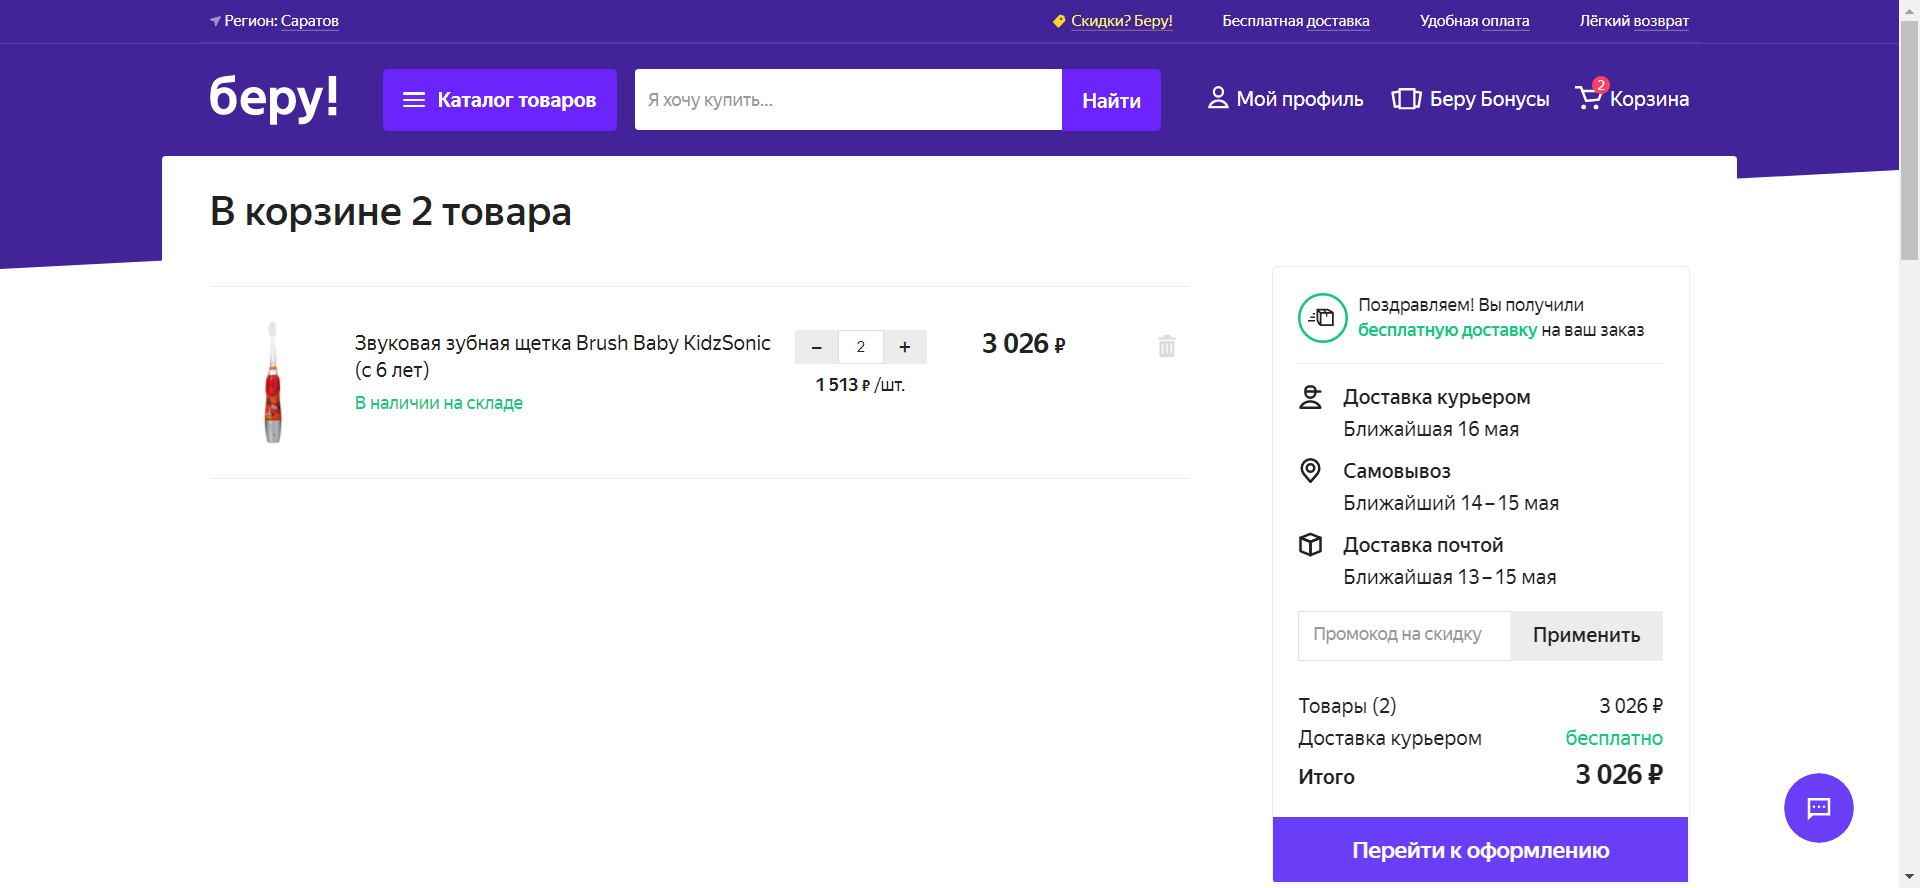 Регион: Саратов
Скидки? Беру!
Бесплатная доставка
Удобная оплата
Лёгкий возврат
беру!
Каталог товаров
Я хочу купить...
Найти
Мой профиль
Беру Бонусы
2
Корзина
В корзине 2 товара
Звуковая зубная щетка Brush Baby KidzSonic
(с 6 лет)
В наличии на складе
– 2 +
1 513 ₽ /шт.
3 026 ₽
Поздравляем! Вы получили
бесплатную доставку на ваш заказ
Доставка курьером
Ближайшая 16 мая
Самовывоз
Ближайший 14–15 мая
Доставка почтой
Ближайшая 13–15 мая
Промокод на скидку
Применить
Товары (2) 3 026 ₽
Доставка курьером бесплатно
Итого 3 026 ₽
Перейти к оформлению